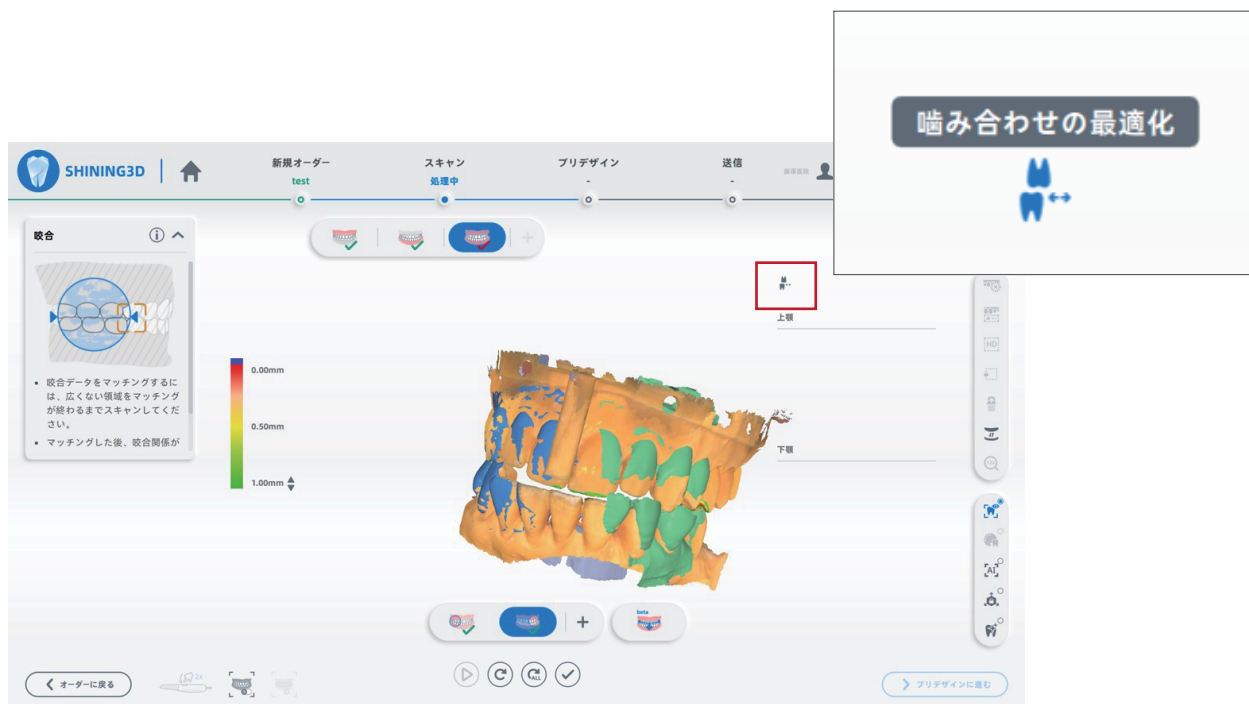 噛み合わせの最適化
SHINING3D
新規オーダー
test
スキャン
処理中
プリデザイン
-
送信
-
咬合
咬合データをマッチングするに
は、広くない領域をマッチング
が終わるまでスキャンしてくだ
さい。
マッチングした後、咬合関係が
0.00mm
0.50mm
1.00mm
上顎
下顎
HD
AI
beta
2x
ALL
オーダーに戻る
プリデザインに進む